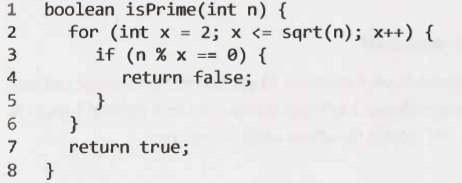 1 boolean isPrime(int n) {
2 for (int x = 2; x <= sqrt(n); x++) {
3 if (n % x == 0) {
4 return false;
5 }
6 }
7 return true;
8 }